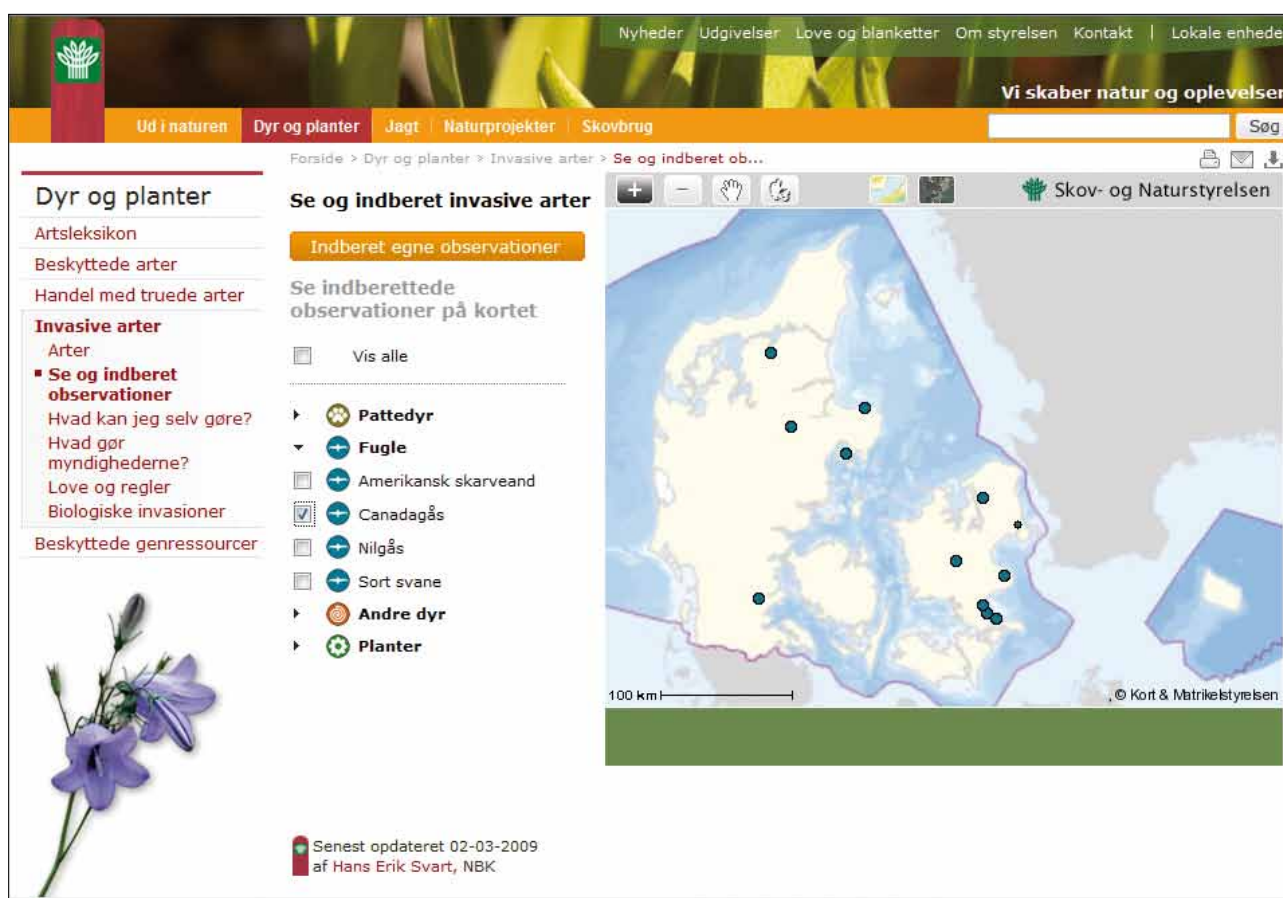 Nyheder Udgivelser Love og blanketter Om styrelsen Kontakt | Lokale enhede
Vi skaber natur og oplevelser
Ud i naturen Dyr og planter Jagt Naturprojekter Skovbrug
Søg
Forside > Dyr og planter > Invasive arter > Se og indberet ob...
Dyr og planter
Artsleksikon
Beskyttede arter
Handel med truede arter
Invasive arter
Arter
Se og indberet
observationer
Hvad kan jeg selv gøre?
Hvad gør
myndighederne?
Love og regler
Biologiske invasioner
Beskyttede genressourcer
Se og indberet invasive arter
Indberet egne observationer
Se indberettede
observationer på kortet
Vis alle
Pattedyr
Fugle
Amerikansk skarveand
Canadagås
Nilgås
Sort svane
Andre dyr
Planter
Skov- og Naturstyrelsen
100 km
, © Kort & Matrikelstyrelsen
Senest opdateret 02-03-2009
af Hans Erik Svart, NBK